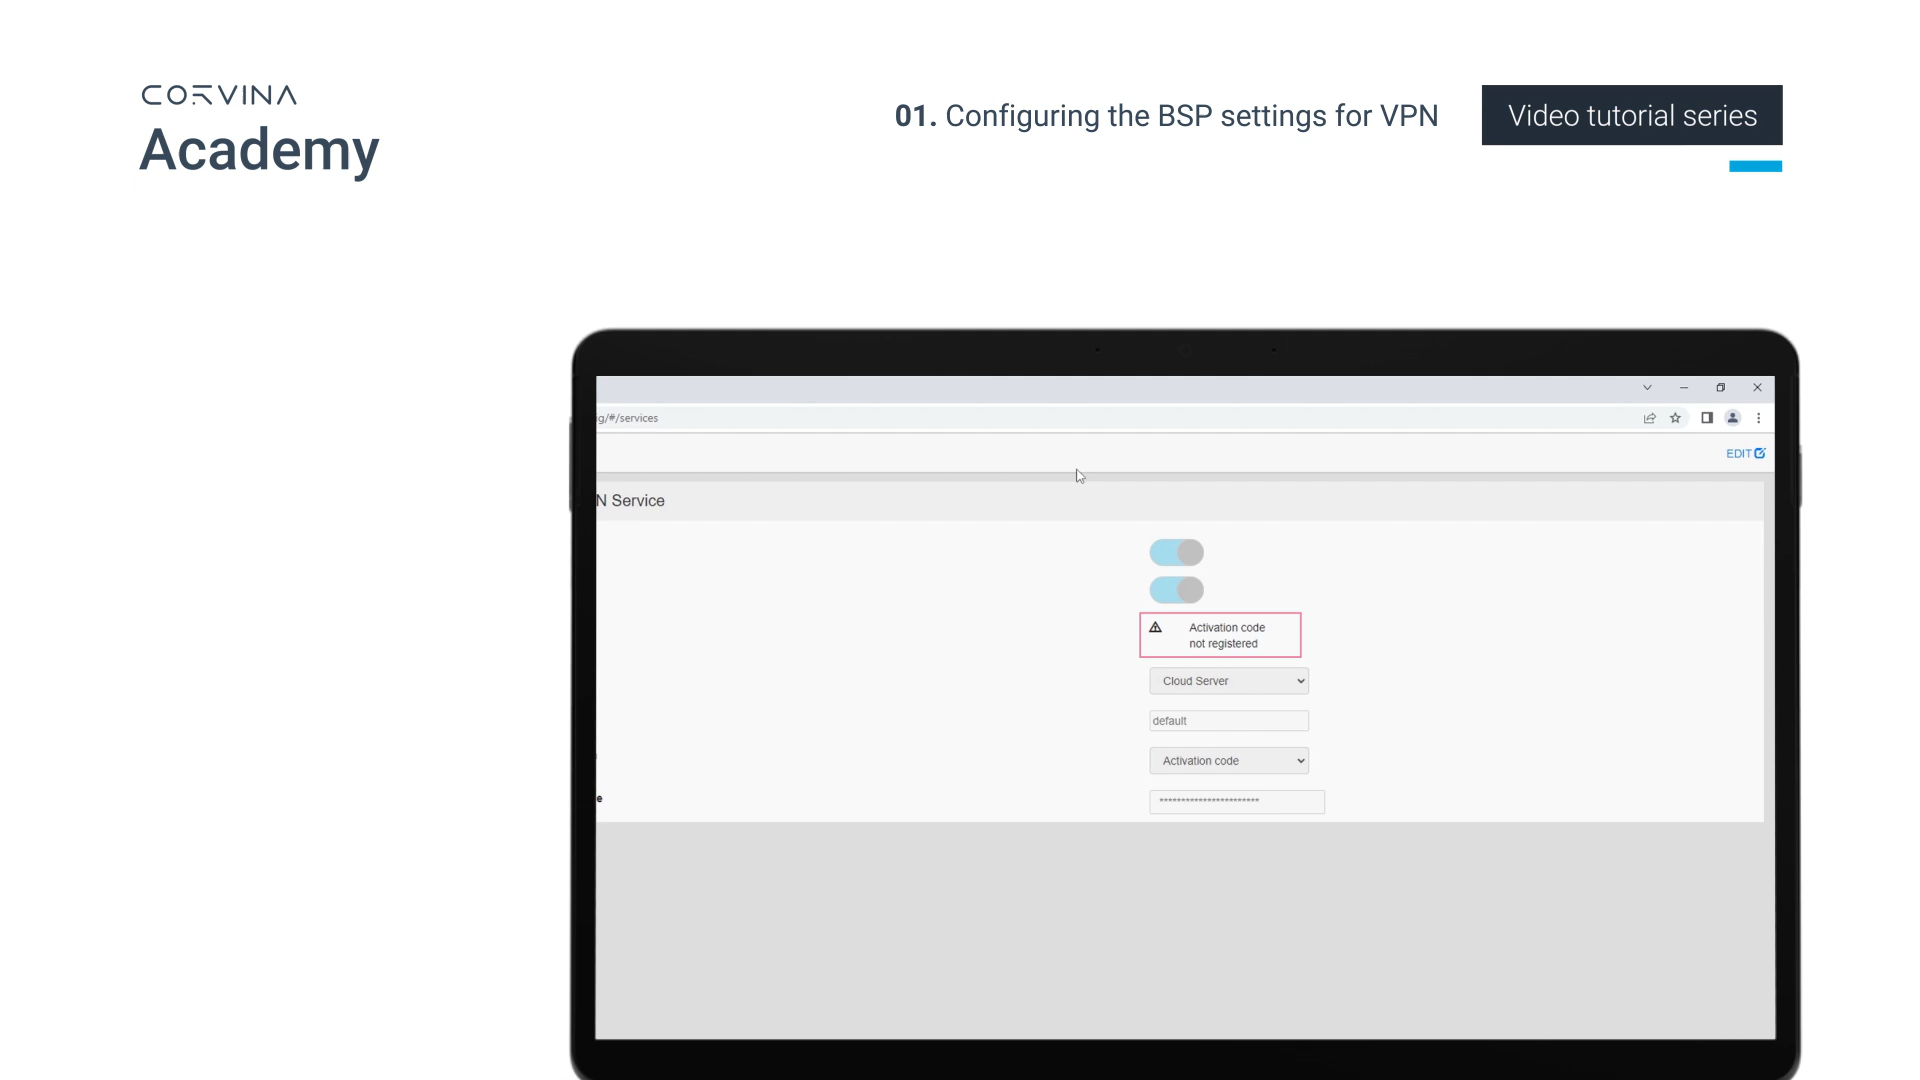 CORVINA
Academy
01. Configuring the BSP settings for VPN
Video tutorial series
ig/#/services
EDIT
N Service
Activation code
not registered
Cloud Server
default
Activation code
e
***********************